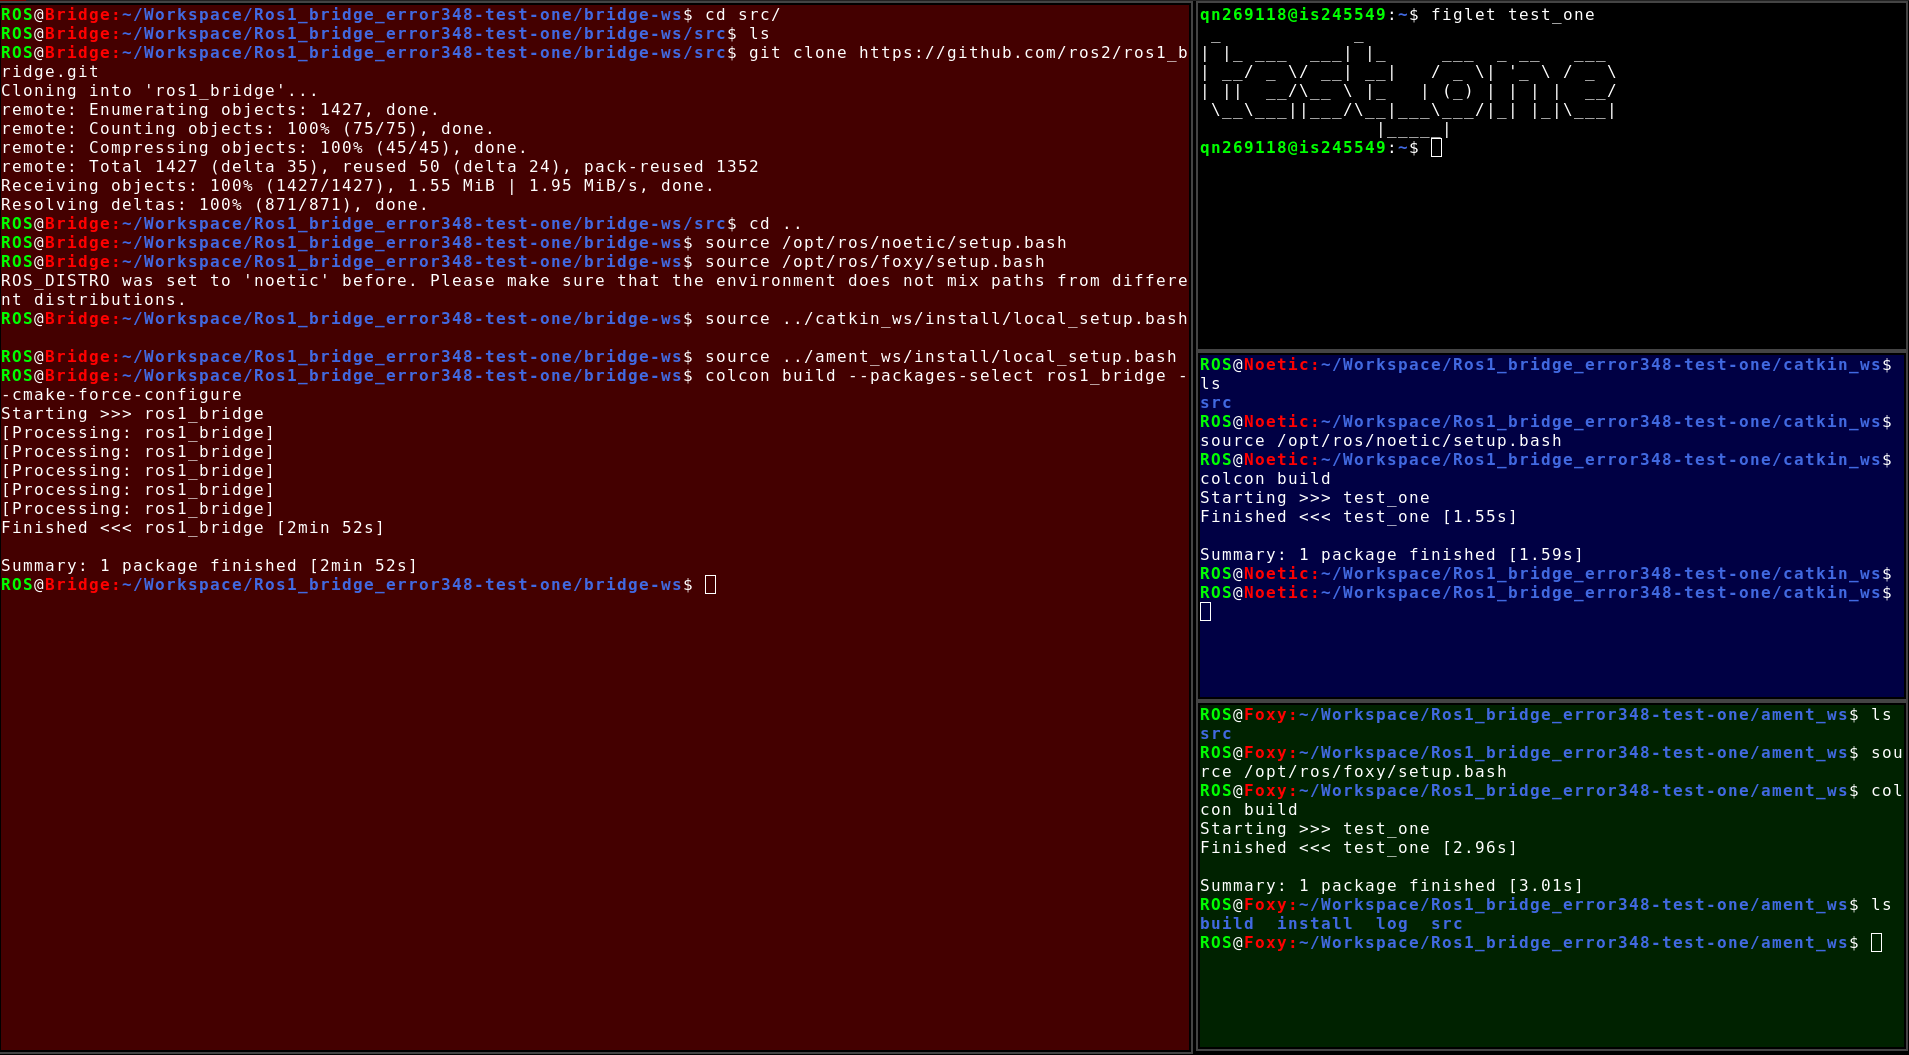 ROS@Bridge:~/Workspace/Ros1_bridge_error348-test-one/bridge-ws$ cd src/
ROS@Bridge:~/Workspace/Ros1_bridge_error348-test-one/bridge-ws/src$ ls
ROS@Bridge:~/Workspace/Ros1_bridge_error348-test-one/bridge-ws/src$ git clone https://github.com/ros2/ros1_b
ridge.git
Cloning into 'ros1_bridge'...
remote: Enumerating objects: 1427, done.
remote: Counting objects: 100% (75/75), done.
remote: Compressing objects: 100% (45/45), done.
remote: Total 1427 (delta 35), reused 50 (delta 24), pack-reused 1352
Receiving objects: 100% (1427/1427), 1.55 MiB | 1.95 MiB/s, done.
Resolving deltas: 100% (871/871), done.
ROS@Bridge:~/Workspace/Ros1_bridge_error348-test-one/bridge-ws/src$ cd ..
ROS@Bridge:~/Workspace/Ros1_bridge_error348-test-one/bridge-ws$ source /opt/ros/noetic/setup.bash
ROS@Bridge:~/Workspace/Ros1_bridge_error348-test-one/bridge-ws$ source /opt/ros/foxy/setup.bash
ROS_DISTRO was set to 'noetic' before. Please make sure that the environment does not mix paths from differe
nt distributions.
ROS@Bridge:~/Workspace/Ros1_bridge_error348-test-one/bridge-ws$ source ../catkin_ws/install/local_setup.bash
ROS@Bridge:~/Workspace/Ros1_bridge_error348-test-one/bridge-ws$ source ../ament_ws/install/local_setup.bash
ROS@Bridge:~/Workspace/Ros1_bridge_error348-test-one/bridge-ws$ colcon build --packages-select ros1_bridge -
-cmake-force-configure
Starting >>> ros1_bridge
[Processing: ros1_bridge]
[Processing: ros1_bridge]
[Processing: ros1_bridge]
[Processing: ros1_bridge]
[Processing: ros1_bridge]
Finished <<< ros1_bridge [2min 52s]
Summary: 1 package finished [2min 52s]
ROS@Bridge:~/Workspace/Ros1_bridge_error348-test-one/bridge-ws$
qn269118@is245549:~$ figlet test_one
test_one
qn269118@is245549:~$
ROS@Noetic:~/Workspace/Ros1_bridge_error348-test-one/catkin_ws$
ls
src
ROS@Noetic:~/Workspace/Ros1_bridge_error348-test-one/catkin_ws$
source /opt/ros/noetic/setup.bash
ROS@Noetic:~/Workspace/Ros1_bridge_error348-test-one/catkin_ws$
colcon build
Starting >>> test_one
Finished <<< test_one [1.55s]
Summary: 1 package finished [1.59s]
ROS@Noetic:~/Workspace/Ros1_bridge_error348-test-one/catkin_ws$
ROS@Noetic:~/Workspace/Ros1_bridge_error348-test-one/catkin_ws$
ROS@Foxy:~/Workspace/Ros1_bridge_error348-test-one/ament_ws$ ls
src
ROS@Foxy:~/Workspace/Ros1_bridge_error348-test-one/ament_ws$ sou
rce /opt/ros/foxy/setup.bash
ROS@Foxy:~/Workspace/Ros1_bridge_error348-test-one/ament_ws$ col
con build
Starting >>> test_one
Finished <<< test_one [2.96s]
Summary: 1 package finished [3.01s]
ROS@Foxy:~/Workspace/Ros1_bridge_error348-test-one/ament_ws$ ls
build  install  log  src
ROS@Foxy:~/Workspace/Ros1_bridge_error348-test-one/ament_ws$